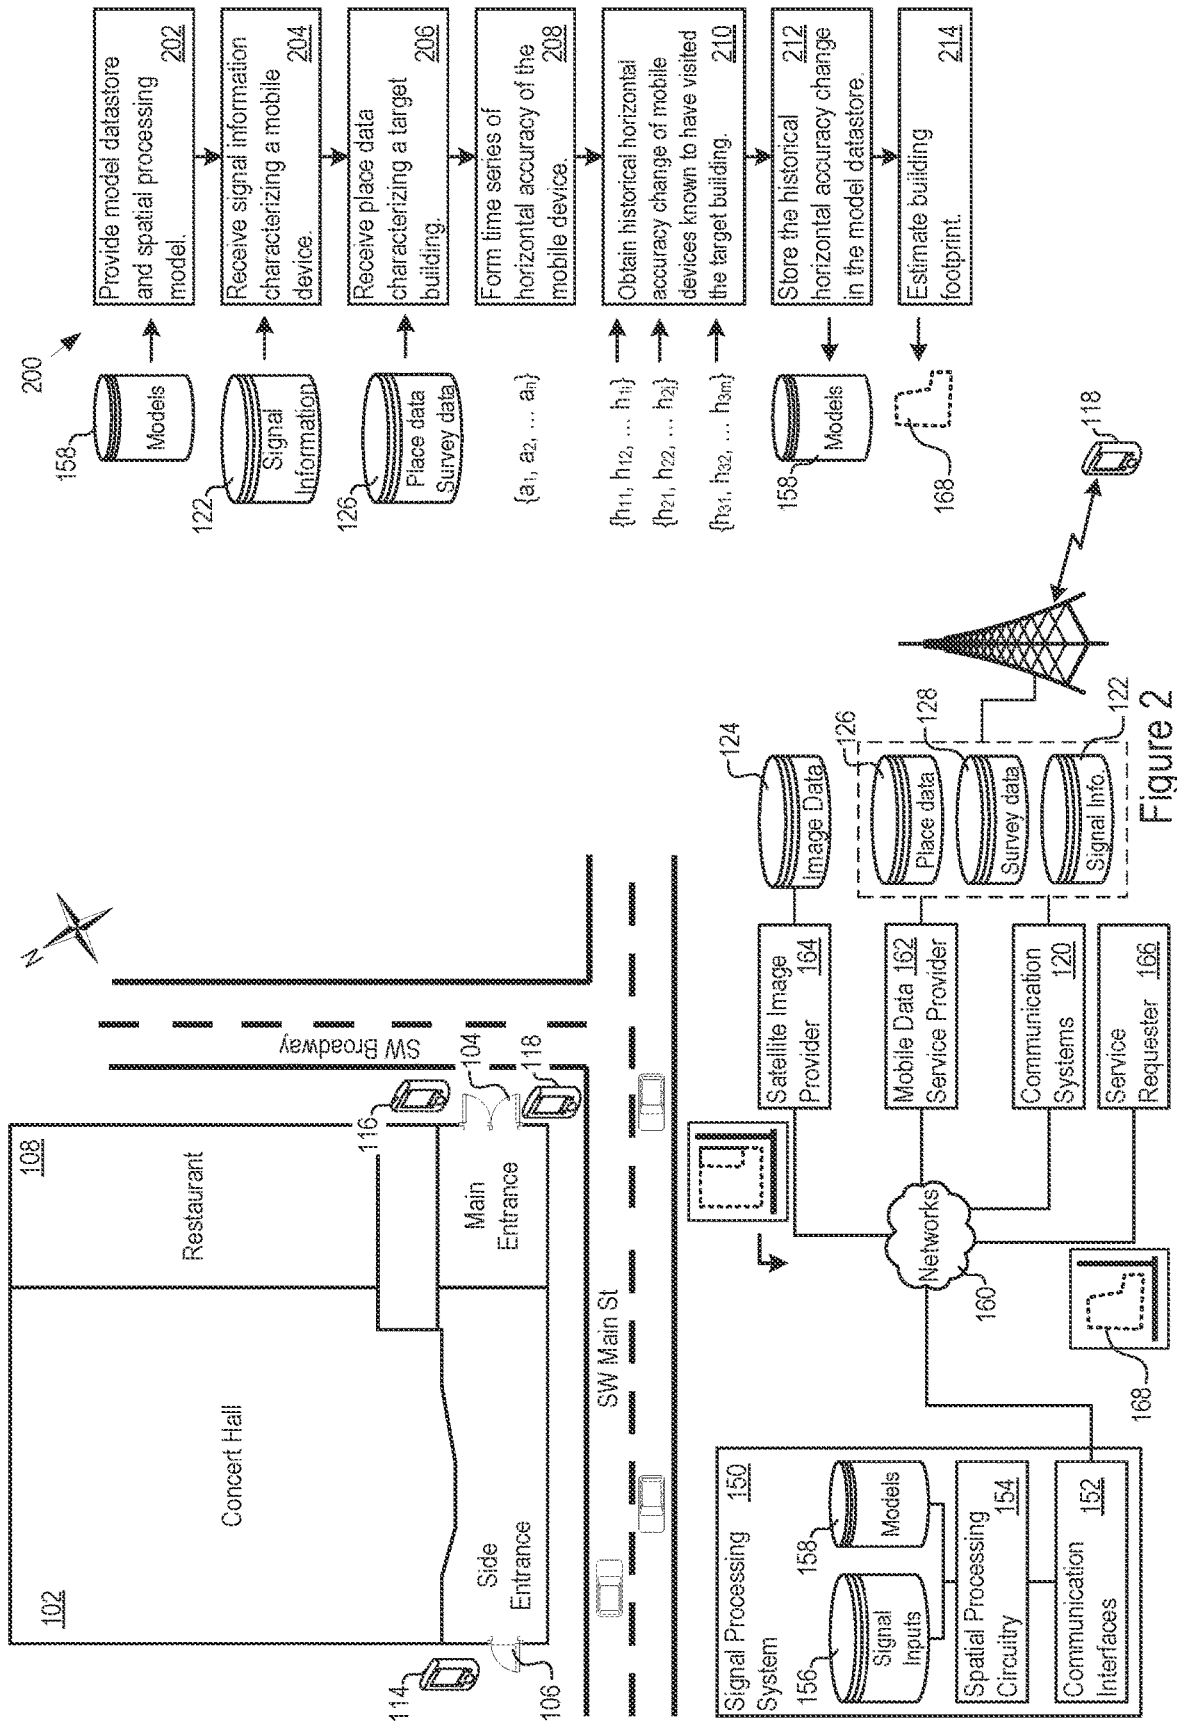 102
Concert Hall
Restaurant
108
Side
Entrance
Main
Entrance
114
106
116
104
118
SW Broadway
N
SW Main St
Signal Processing
System
150
156
Signal
Inputs
158
Models
Spatial Processing
Circuitry
154
Communication
Interfaces
152
Networks
160
168
Satellite Image
Provider
164
Mobile Data 162
Service Provider
Communication
Systems
120
Service
Requester
166
124
Image Data
126
Place data
128
Survey data
122
Signal Info.
118
200
158
Models
Provide model datastore
and spatial processing
model.
202
122
Signal
Information
Receive signal information
characterizing a mobile
device.
204
126
Place data
Survey data
Receive place data
characterizing a target
building.
206
{a1, a2, ... an}
Form time series of
horizontal accuracy of the
mobile device.
208
{h11, h12, ... h1i}
{h21, h22, ... h2j}
{h31, h32, ... h3m}
Obtain historical horizontal
accuracy change of mobile
devices known to have visited
the target building.
210
158
Models
Store the historical
212
horizontal accuracy change
in the model datastore.
168
Estimate building
footprint.
214
Figure 2